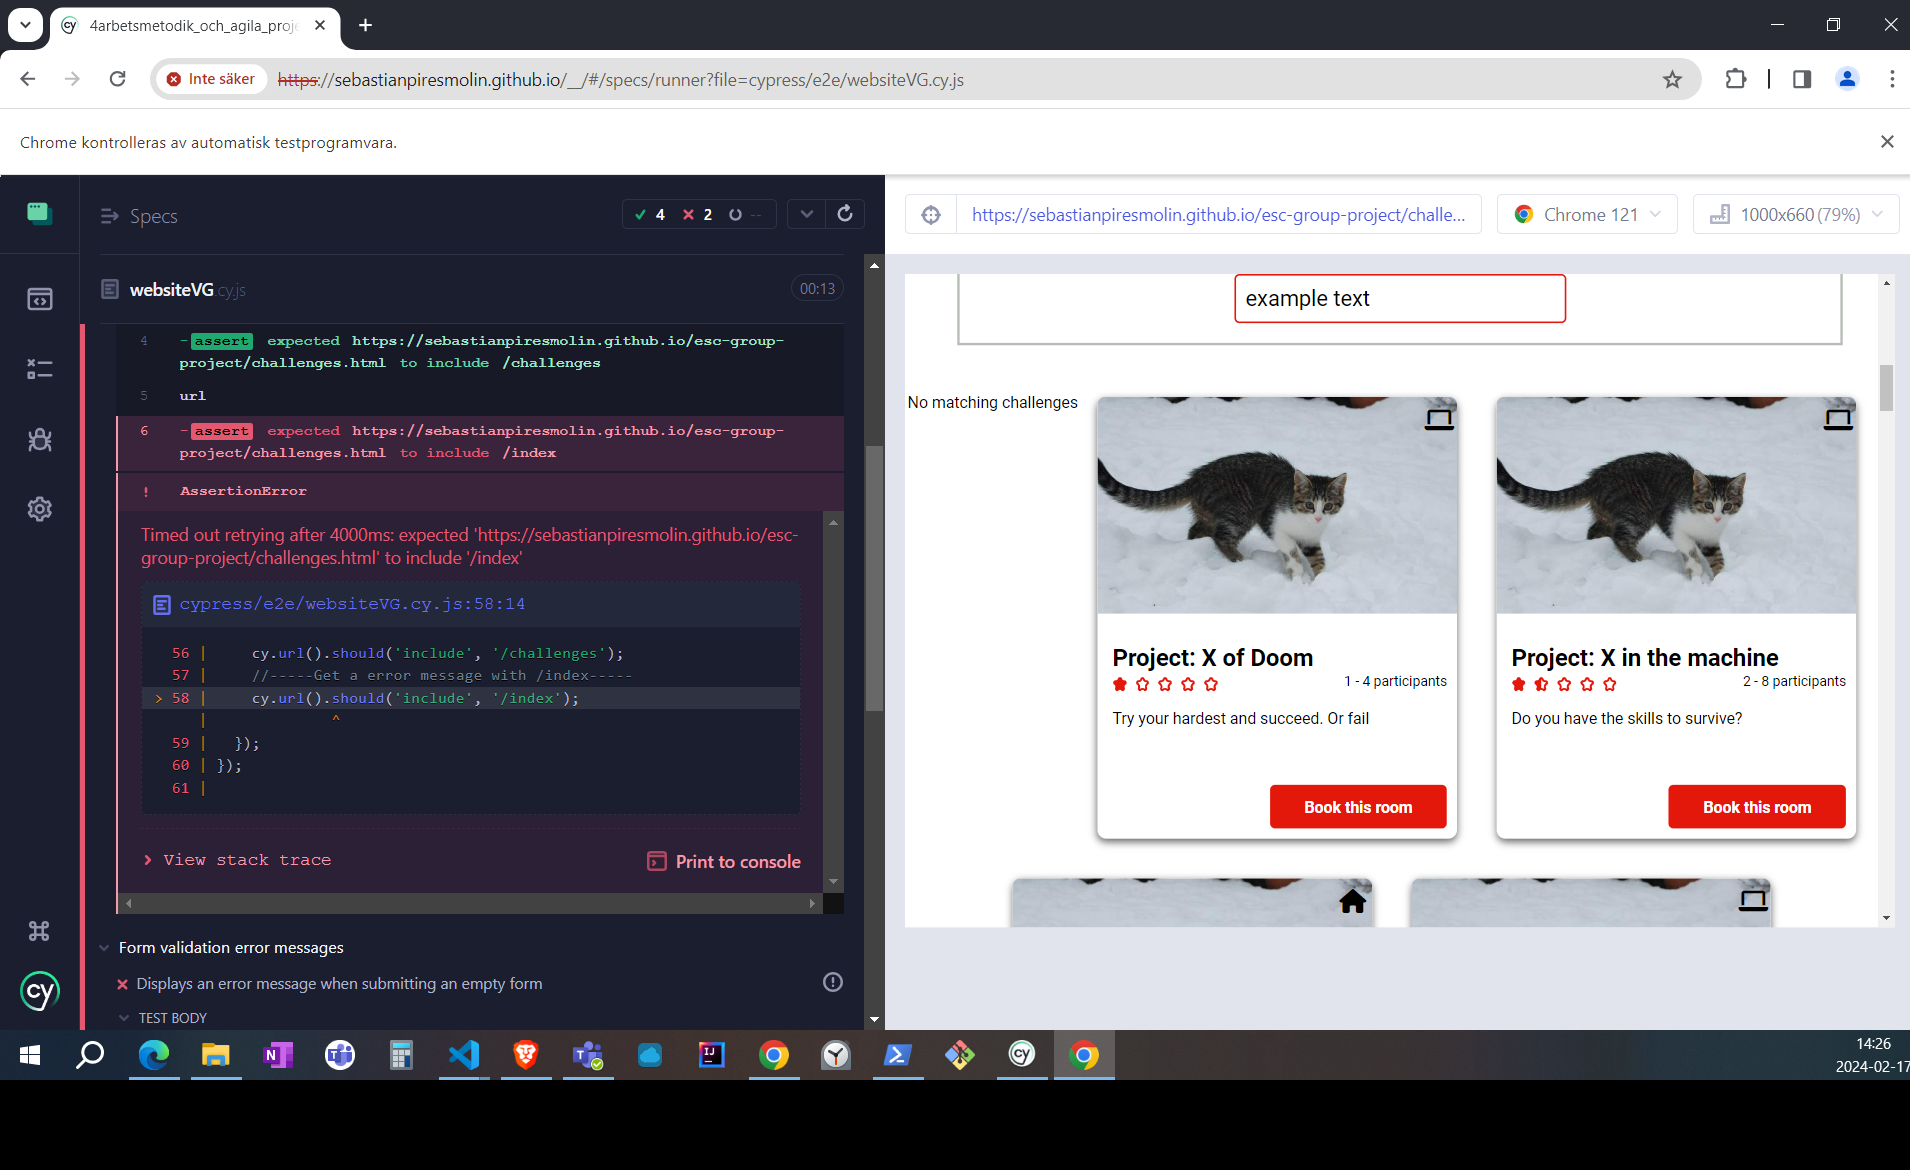 4arbetsmetodik_och_agila_proj
Inte säker
https://sebastianpiresmolin.github.io/__/#/specs/runner?file=cypress/e2e/websiteVG.cy.js
Chrome kontrolleras av automatisk testprogramvara.
Specs
4 2 --
https://sebastianpiresmolin.github.io/esc-group-project/challe...
Chrome 121
1000x660 (79%)
websiteVG.cy.js
00:13
4 -assert expected https://sebastianpiresmolin.github.io/esc-group-
project/challenges.html to include /challenges
5 url
6 -assert expected https://sebastianpiresmolin.github.io/esc-group-
project/challenges.html to include /index
! AssertionError
Timed out retrying after 4000ms: expected 'https://sebastianpiresmolin.github.io/esc-
group-project/challenges.html' to include '/index'
cypress/e2e/websiteVG.cy.js:58:14
56 | cy.url().should('include', '/challenges');
57 | //-----Get a error message with /index-----
> 58 | cy.url().should('include', '/index');
| ^
59 | });
60 | });
61 |
View stack trace
Print to console
Form validation error messages
Displays an error message when submitting an empty form
TEST BODY
example text
No matching challenges
Project: X of Doom
1 - 4 participants
Try your hardest and succeed. Or fail
Book this room
Project: X in the machine
2 - 8 participants
Do you have the skills to survive?
Book this room
cy
14:26
2024-02-17